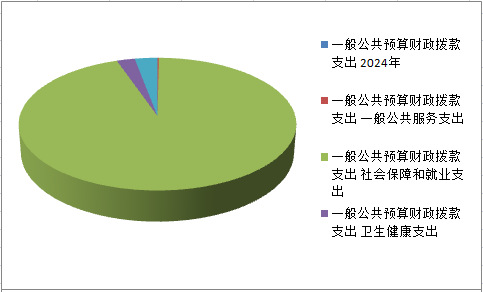 一般公共预算财政拨款
支出 2024年
一般公共预算财政拨款
支出 一般公共服务支出
一般公共预算财政拨款
支出 社会保障和就业支
出
一般公共预算财政拨款
支出 卫生健康支出